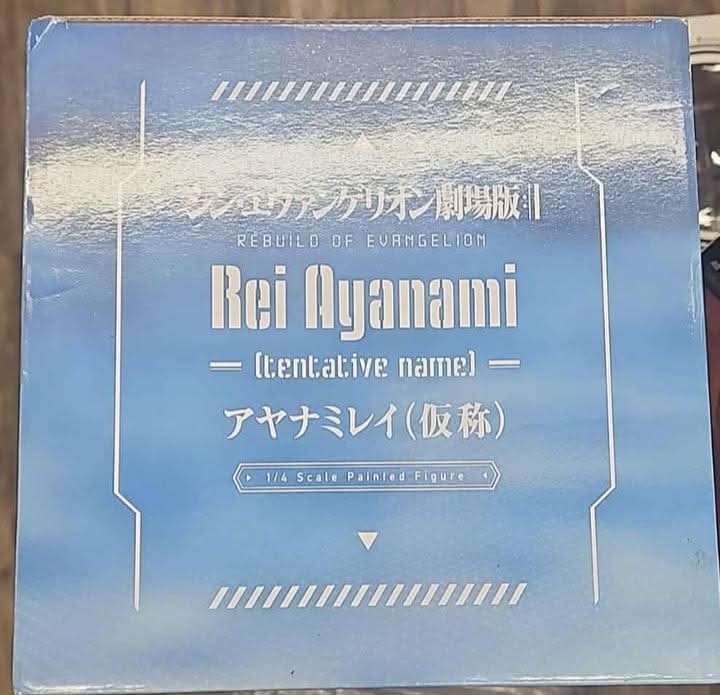 シン・エヴァンゲリオン劇場版𝄇
REBUILD OF EVANGELION
Rei Ayanami
(tentative name)
アヤナミレイ(仮称)
1/4 Scale Painted Figure